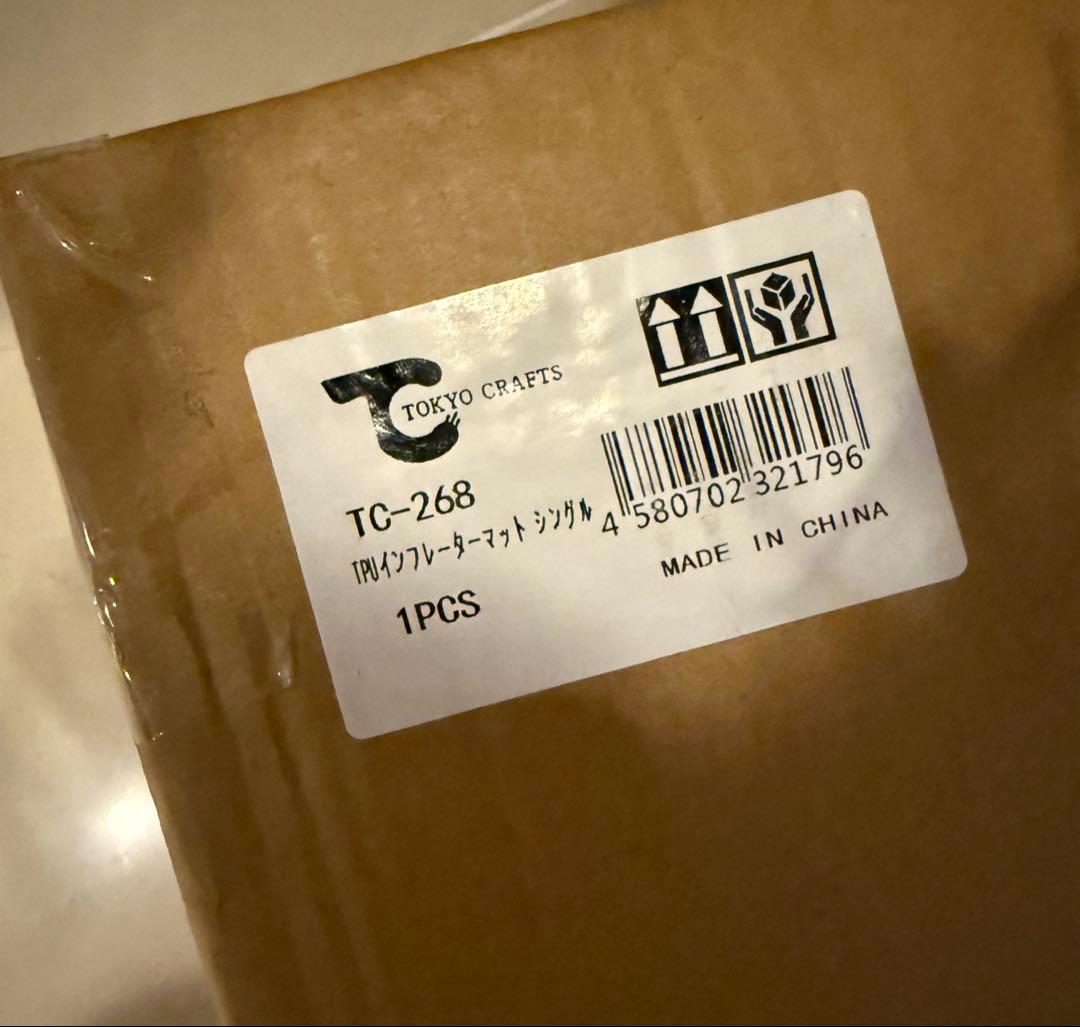 TOKYO CRAFTS
TC-268
TPUインフレーターマット シングル
1PCS
4 580702 321796
MADE IN CHINA